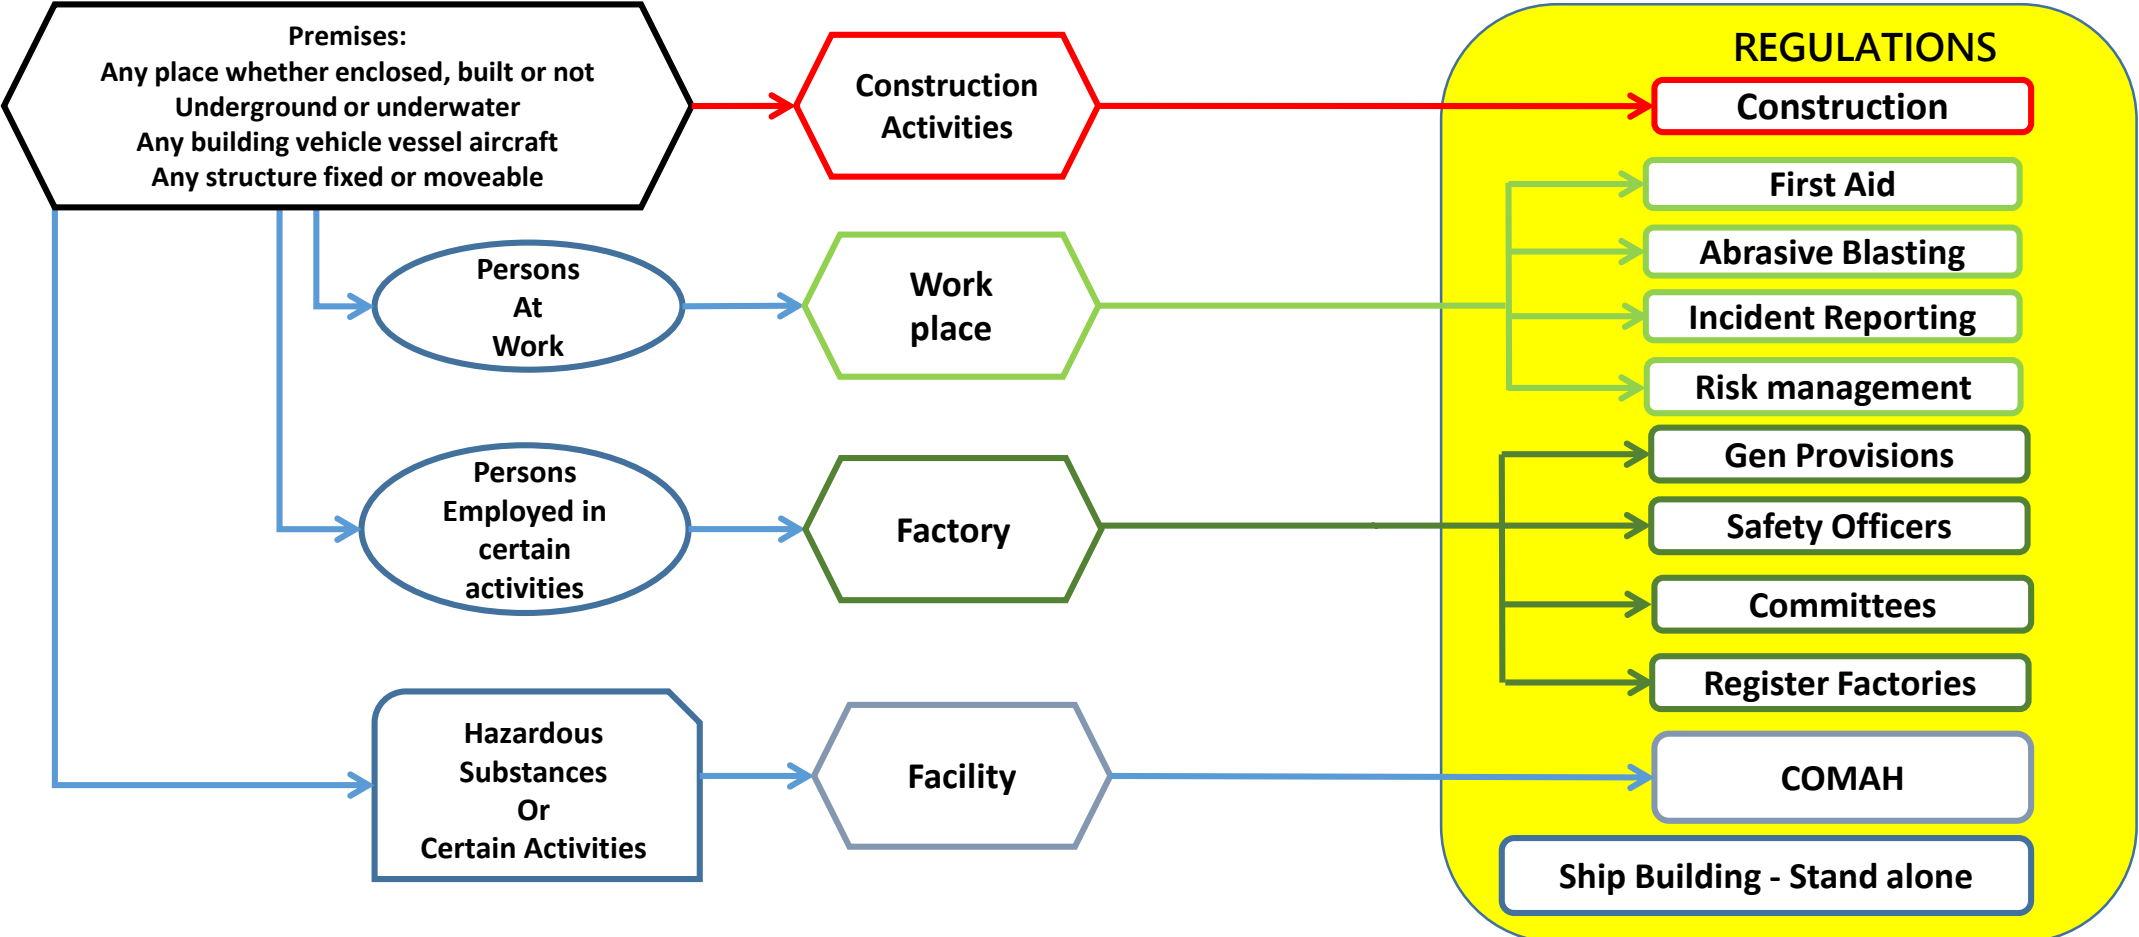 Premises:
Any place whether enclosed, built or not
Underground or underwater
Any building vehicle vessel aircraft
Any structure fixed or moveable
Construction
Activities
REGULATIONS
Construction
First Aid
Abrasive Blasting
Incident Reporting
Risk management
Persons
At
Work
Work
place
Persons
Employed in
certain
activities
Factory
Gen Provisions
Safety Officers
Committees
Register Factories
Hazardous
Substances
Or
Certain Activities
Facility
COMAH
Ship Building - Stand alone